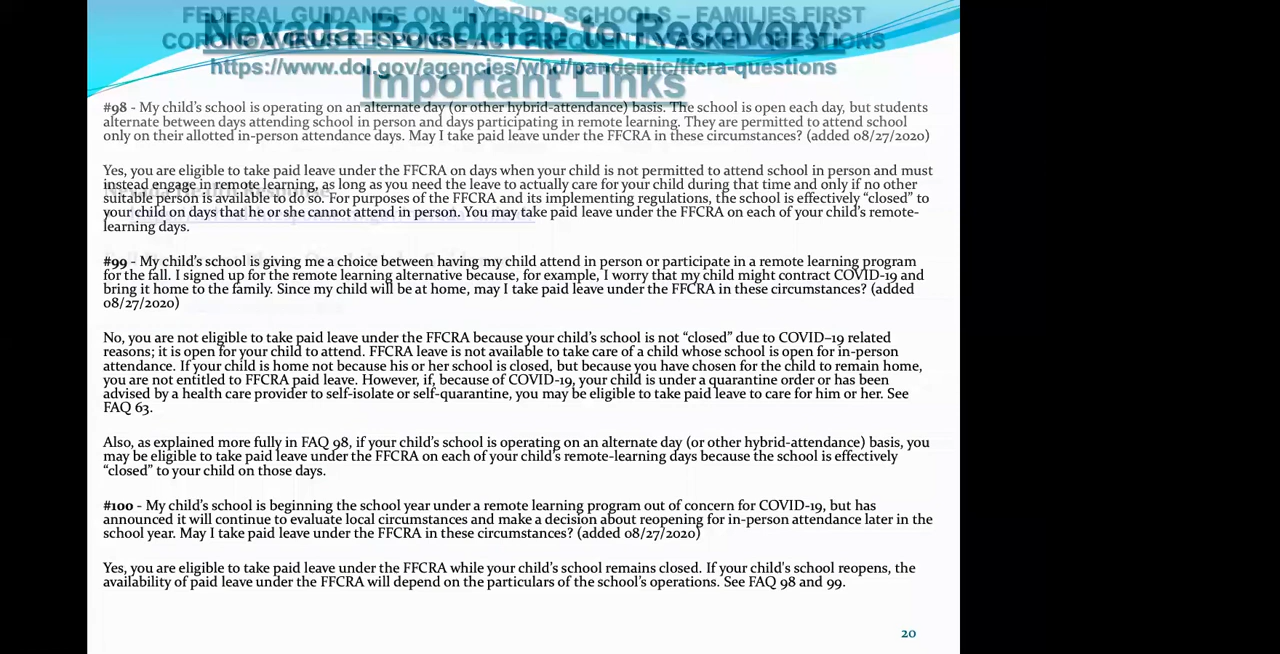 FEDERAL GUIDANCE ON “HYBRID” SCHOOLS – FAMILIES FIRST
Nevada Roadmap to Recovery:
CORONAVIRUS RESPONSE ACT FREQUENTLY ASKED QUESTIONS
https://www.dol.gov/agencies/whd/pandemic/ffcra-questions
Important Links
#98 - My child’s school is operating on an alternate day (or other hybrid-attendance) basis. The school is open each day, but students
alternate between days attending school in person and days participating in remote learning. They are permitted to attend school
only on their allotted in-person attendance days. May I take paid leave under the FFCRA in these circumstances? (added 08/27/2020)
Yes, you are eligible to take paid leave under the FFCRA on days when your child is not permitted to attend school in person and must
instead engage in remote learning, as long as you need the leave to actually care for your child during that time and only if no other
suitable person is available to do so. For purposes of the FFCRA and its implementing regulations, the school is effectively “closed” to
your child on days that he or she cannot attend in person. You may take paid leave under the FFCRA on each of your child’s remote-
learning days.
#99 - My child’s school is giving me a choice between having my child attend in person or participate in a remote learning program
for the fall. I signed up for the remote learning alternative because, for example, I worry that my child might contract COVID-19 and
bring it home to the family. Since my child will be at home, may I take paid leave under the FFCRA in these circumstances? (added
08/27/2020)
No, you are not eligible to take paid leave under the FFCRA because your child’s school is not “closed” due to COVID–19 related
reasons; it is open for your child to attend. FFCRA leave is not available to take care of a child whose school is open for in-person
attendance. If your child is home not because his or her school is closed, but because you have chosen for the child to remain home,
you are not entitled to FFCRA paid leave. However, if, because of COVID-19, your child is under a quarantine order or has been
advised by a health care provider to self-isolate or self-quarantine, you may be eligible to take paid leave to care for him or her. See
FAQ 63.
Also, as explained more fully in FAQ 98, if your child’s school is operating on an alternate day (or other hybrid-attendance) basis, you
may be eligible to take paid leave under the FFCRA on each of your child’s remote-learning days because the school is effectively
“closed” to your child on those days.
#100 - My child’s school is beginning the school year under a remote learning program out of concern for COVID-19, but has
announced it will continue to evaluate local circumstances and make a decision about reopening for in-person attendance later in the
school year. May I take paid leave under the FFCRA in these circumstances? (added 08/27/2020)
Yes, you are eligible to take paid leave under the FFCRA while your child’s school remains closed. If your child's school reopens, the
availability of paid leave under the FFCRA will depend on the particulars of the school’s operations. See FAQ 98 and 99.
20